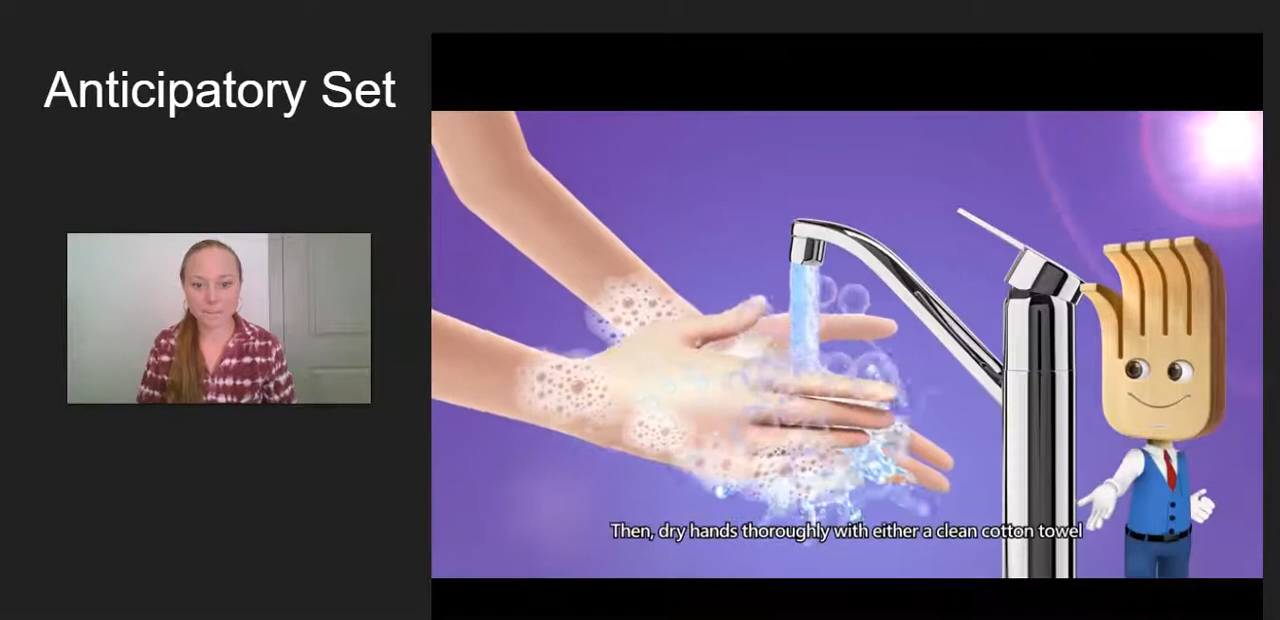 Anticipatory Set
Then, dry hands thoroughly with either a clean cotton towel